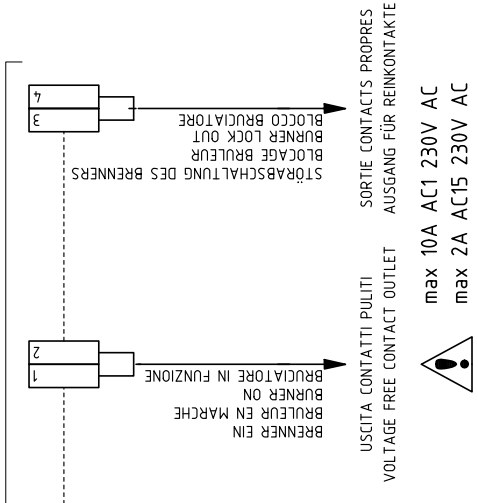 4
3
BLOCCO BRUCIATORE
BURNER LOCK OUT
BLOCAGE BRULEUR
STÖRABSCHALTUNG DES BRENNERS
2
1
BRUCIATORE IN FUNZIONE
BURNER ON
BRULEUR EN MARCHE
BRENNER EIN
USCITA CONTATTI PULITI
VOLTAGE FREE CONTACT OUTLET
SORTIE CONTACTS PROPRES
AUSGANG FÜR REINKONTAKTE
max 10A AC1 230V AC
max 2A AC15 230V AC